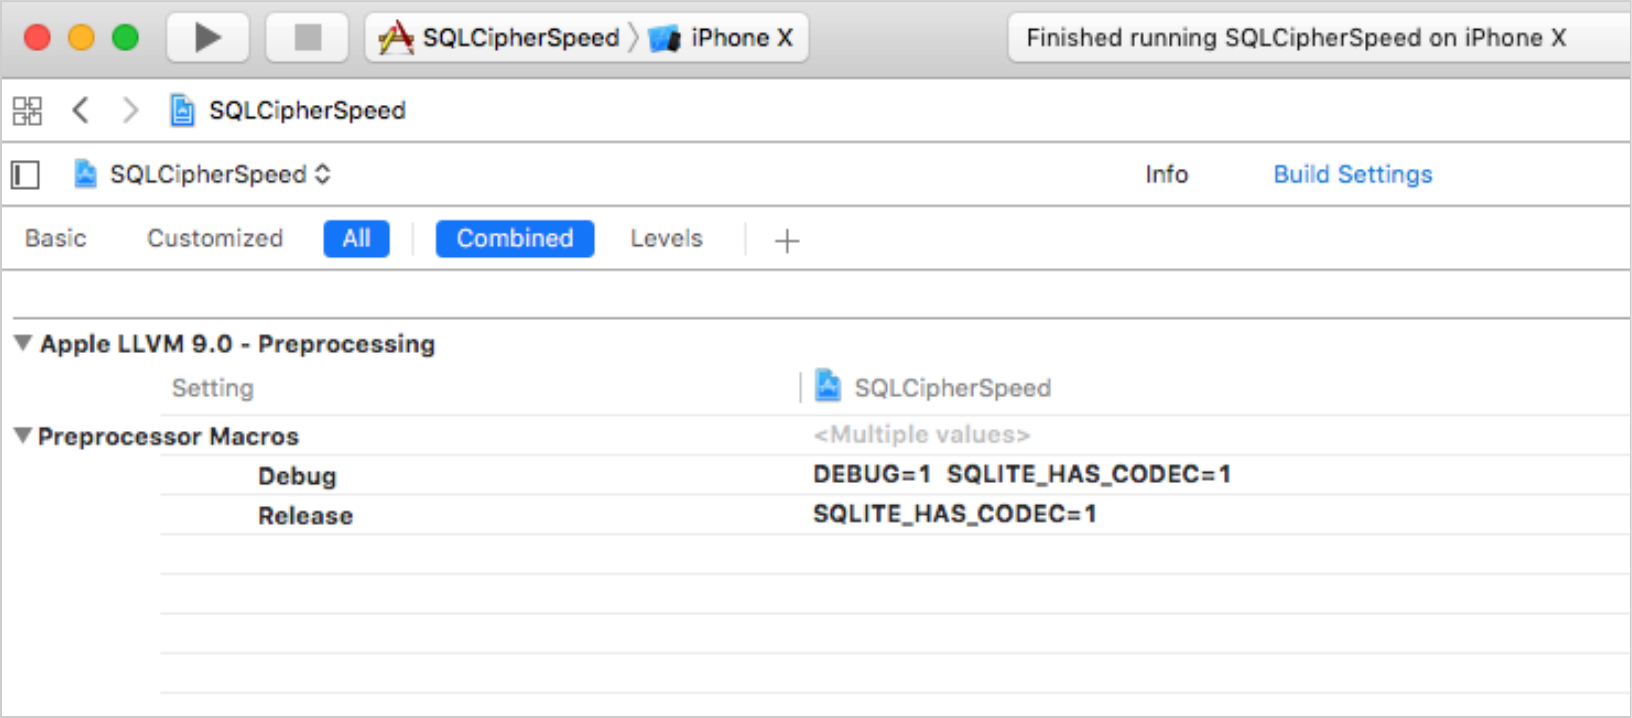 SQLCipherSpeed 〉 iPhone X
Finished running SQLCipherSpeed on iPhone X
SQLCipherSpeed
SQLCipherSpeed
Info
Build Settings
Basic
Customized
All
Combined
Levels
Apple LLVM 9.0 - Preprocessing
Setting
SQLCipherSpeed
Preprocessor Macros
<Multiple values>
Debug
DEBUG=1 SQLITE_HAS_CODEC=1
Release
SQLITE_HAS_CODEC=1